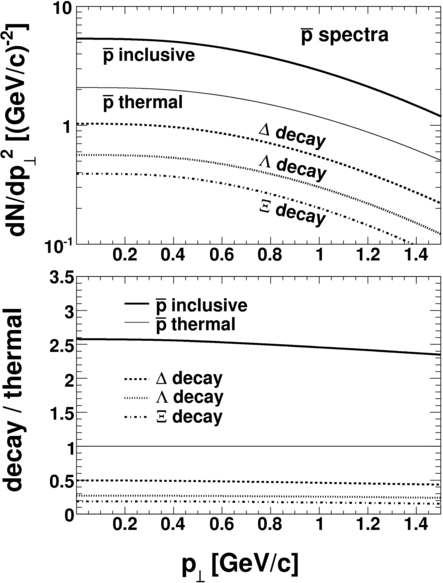 dN/dp⊥² [(GeV/c)⁻²]
10
1
10⁻¹
p̅ spectra
p̅ inclusive
p̅ thermal
Δ decay
Λ decay
Ξ decay
0.2 0.4 0.6 0.8 1 1.2 1.4
decay / thermal
3.5
3
2.5
2
1.5
1
0.5
0
p̅ inclusive
p̅ thermal
Δ decay
Λ decay
Ξ decay
0.2 0.4 0.6 0.8 1 1.2 1.4
p⊥ [GeV/c]